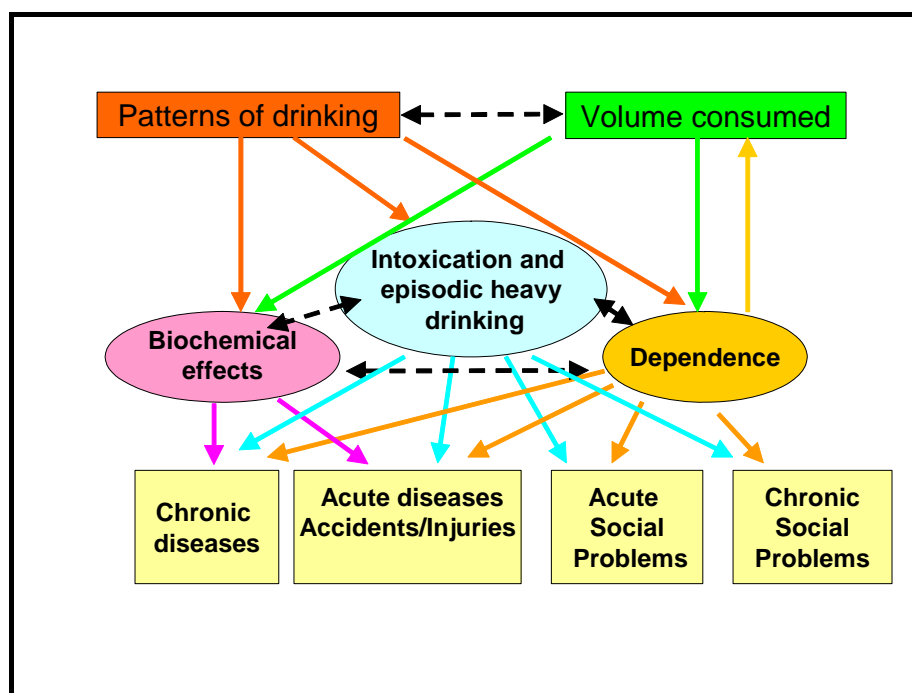 Patterns of drinking
Volume consumed
Intoxication and
episodic heavy
drinking
Biochemical
effects
Dependence
Chronic
diseases
Acute diseases
Accidents/Injuries
Acute
Social
Problems
Chronic
Social
Problems